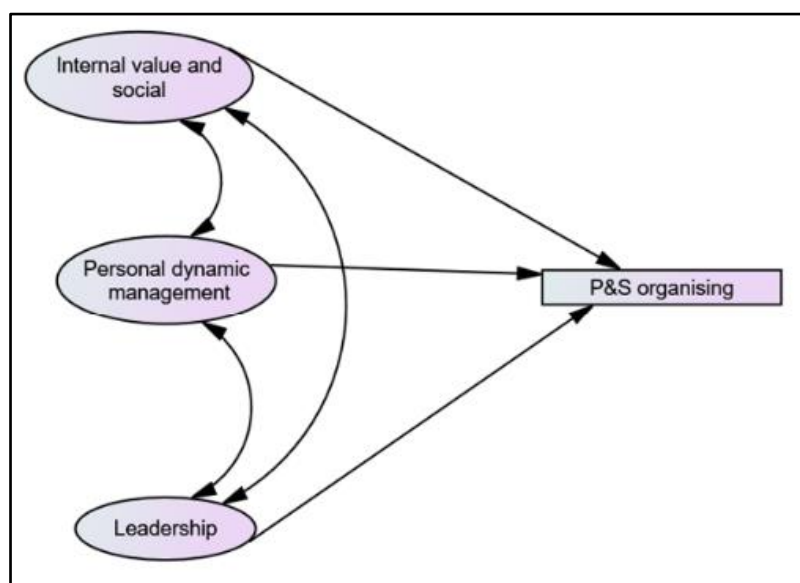 Internal value and
social
Personal dynamic
management
P&S organising
Leadership